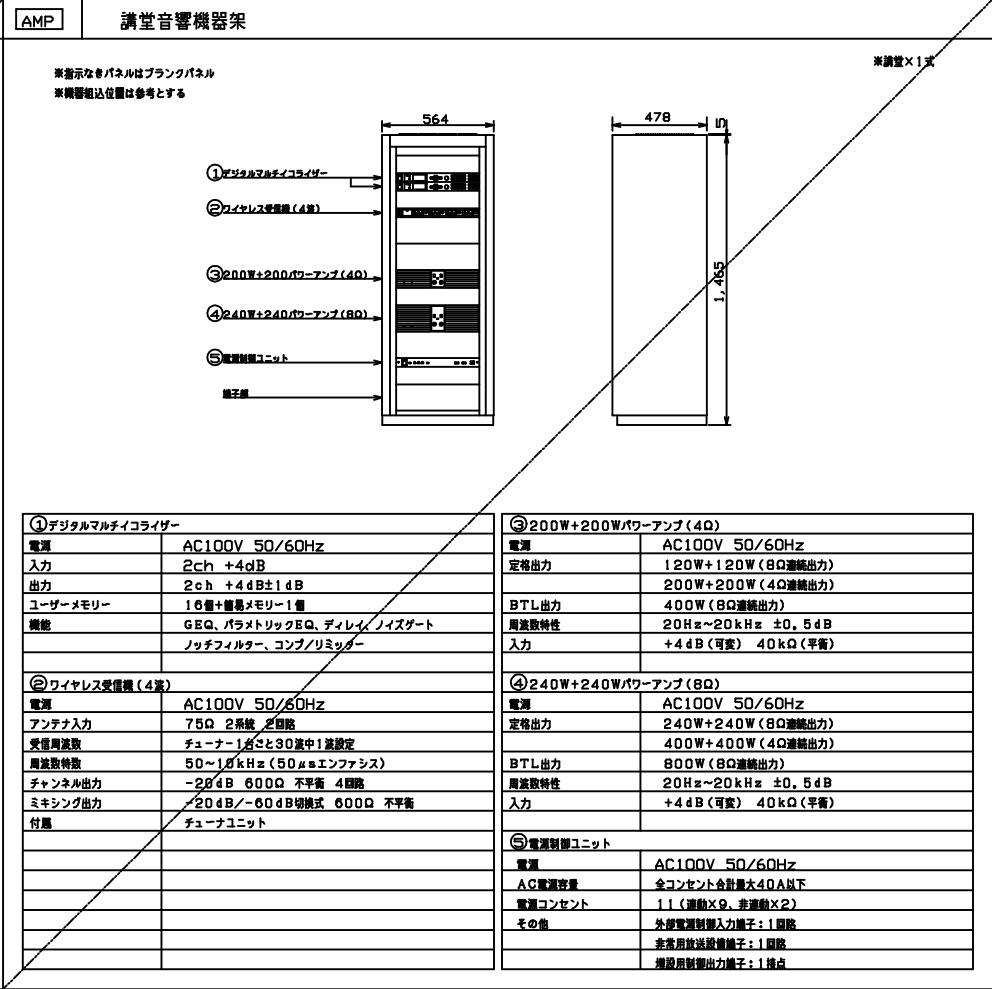 AMP 講堂音響機器架
※講堂×1式
※指示なきパネルはブランクパネル
※機器組込位置は参考とする
564
478
5
1,465
①デジタルマルチイコライザー
②ワイヤレス受信機(4波)
③200W+200パワーアンプ(4Ω)
④240W+240パワーアンプ(8Ω)
⑤電源制御ユニット
端子部
①デジタルマルチイコライザー
電源 AC100V 50/60Hz
入力 2ch +4dB
出力 2ch +4dB±1dB
ユーザーメモリー 16個+簡易メモリー1個
機能 GEQ、パラメトリックEQ、ディレイ、ノイズゲート
ノッチフィルター、コンプ/リミッター
②ワイヤレス受信機(4波)
電源 AC100V 50/60Hz
アンテナ入力 75Ω 2系統 2回路
受信周波数 チューナー1台ごと30波中1波設定
周波数特数 50~10kHz(50μsエンファシス)
チャンネル出力 -20dB 600Ω 不平衡 4回路
ミキシング出力 -20dB/-60dB切換式 600Ω 不平衡
付属 チューナユニット
③200W+200Wパワーアンプ(4Ω)
電源 AC100V 50/60Hz
定格出力 120W+120W(8Ω連続出力)
200W+200W(4Ω連続出力)
BTL出力 400W(8Ω連続出力)
周波数特性 20Hz~20kHz ±0.5dB
入力 +4dB(可変) 40kΩ(平衡)
④240W+240Wパワーアンプ(8Ω)
電源 AC100V 50/60Hz
定格出力 240W+240W(8Ω連続出力)
400W+400W(4Ω連続出力)
BTL出力 800W(8Ω連続出力)
周波数特性 20Hz~20kHz ±0.5dB
入力 +4dB(可変) 40kΩ(平衡)
⑤電源制御ユニット
電源 AC100V 50/60Hz
AC電源容量 全コンセント合計最大40A以下
電源コンセント 11(連動×9、非連動×2)
その他 外部電源制御入力端子:1回路
非常用放送設備端子:1回路
増設用制御出力端子:1接点